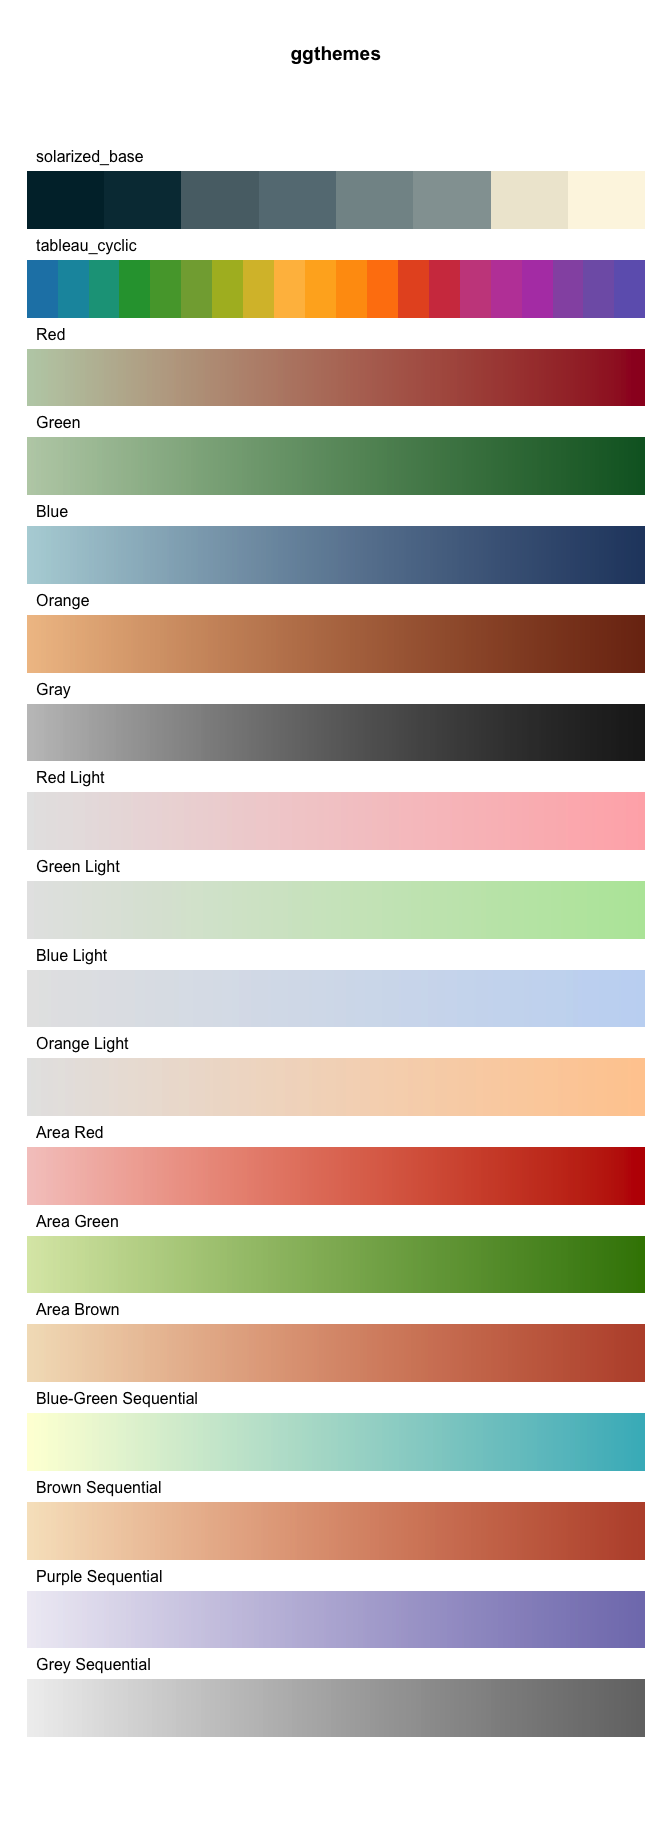 ggthemes
solarized_base
tableau_cyclic
Red
Green
Blue
Orange
Gray
Red Light
Green Light
Blue Light
Orange Light
Area Red
Area Green
Area Brown
Blue-Green Sequential
Brown Sequential
Purple Sequential
Grey Sequential